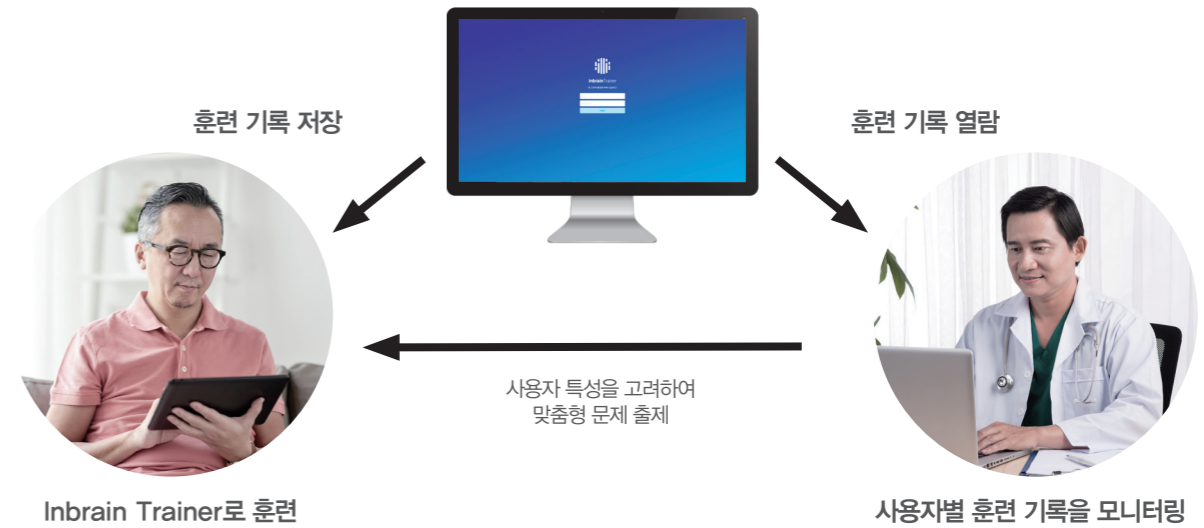 Inbrain Trainer
훈련 기록 저장
훈련 기록 열람
사용자 특성을 고려하여
맞춤형 문제 출제
Inbrain Trainer로 훈련
사용자별 훈련 기록을 모니터링